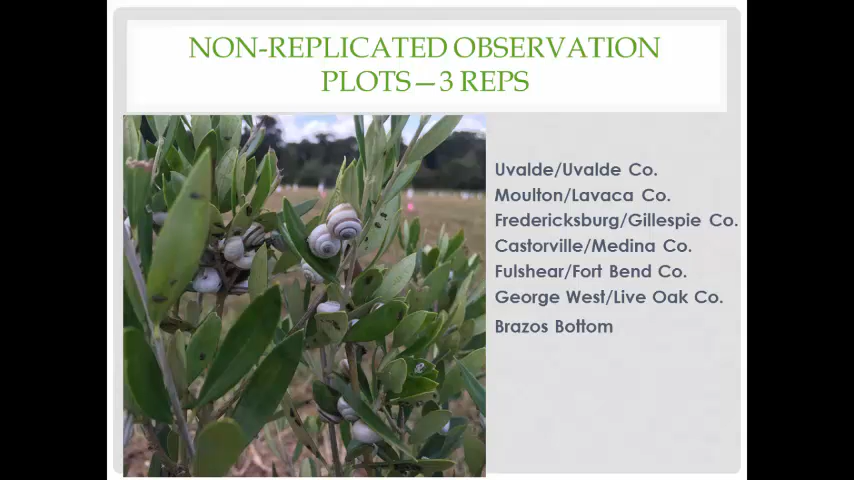 NON-REPLICATED OBSERVATION
PLOTS—3 REPS
Uvalde/Uvalde Co.
Moulton/Lavaca Co.
Fredericksburg/Gillespie Co.
Castorville/Medina Co.
Fulshear/Fort Bend Co.
George West/Live Oak Co.
Brazos Bottom